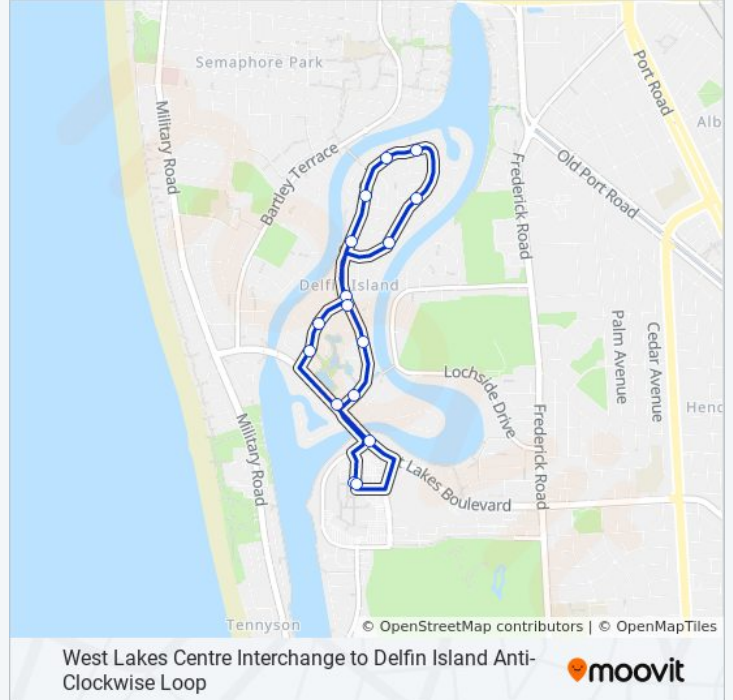 Semaphore Park
Port Road
Alb
Military Road
Bartley Terrace
Frederick Road
Old Port Road
Delfin Island
Palm Avenue
Cedar Avenue
Lochside Drive
Hend
Military Road
Frederick Road
t Lakes Boulevard
Tennyson
© OpenStreetMap contributors | © OpenMapTiles
West Lakes Centre Interchange to Delfin Island Anti-
Clockwise Loop
moovit